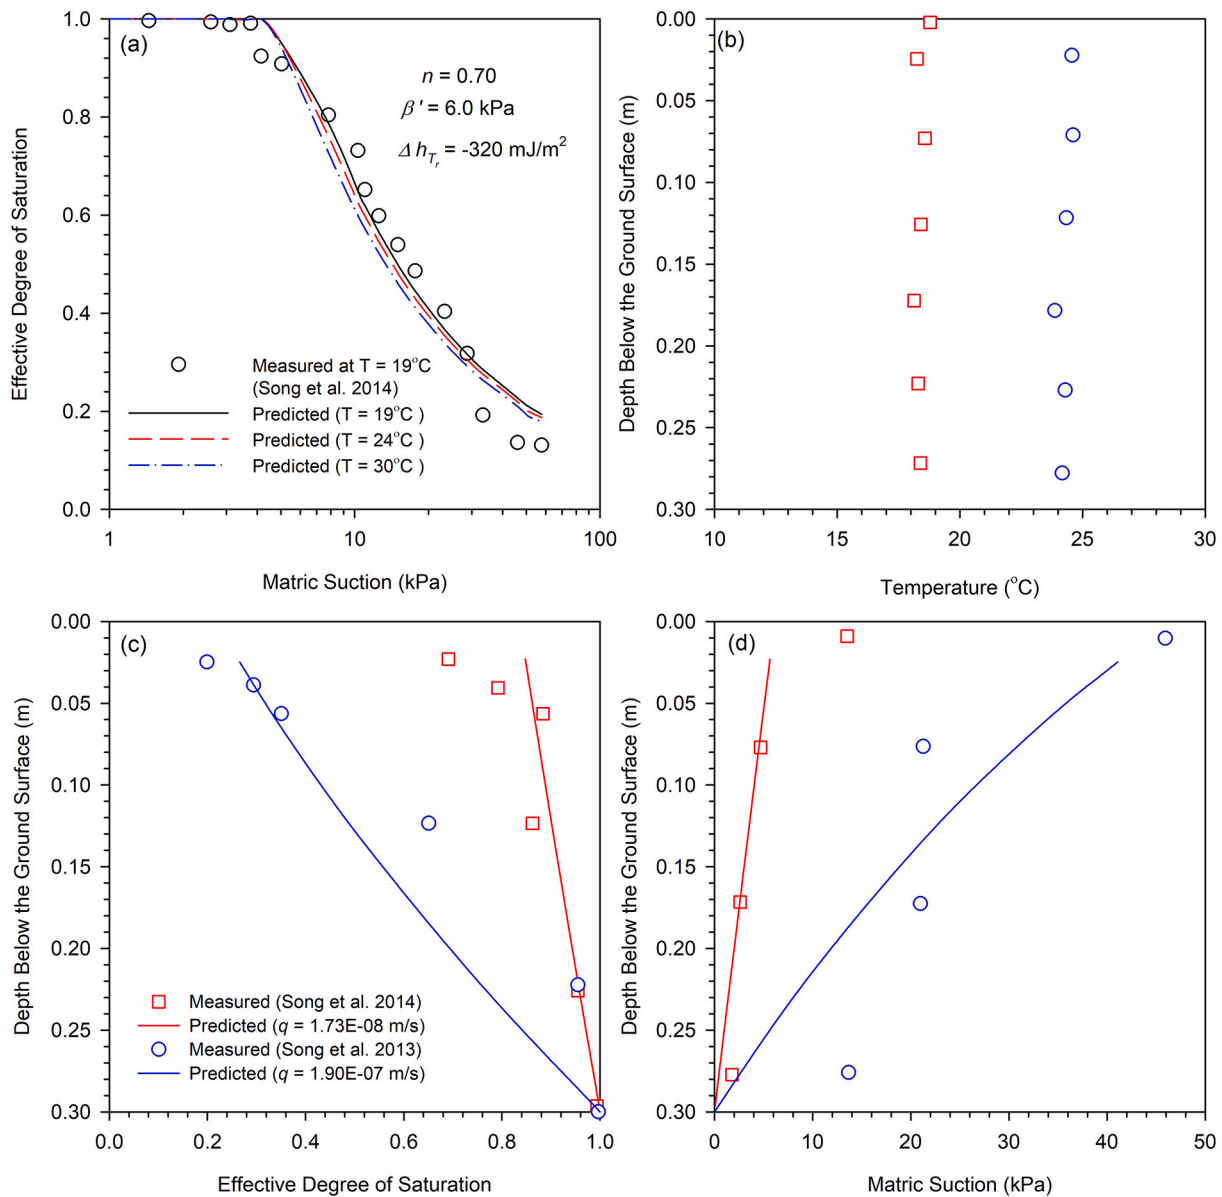 (a)
n = 0.70
β' = 6.0 kPa
Δh_{T_r} = -320 mJ/m²
1.0
0.8
0.6
0.4
0.2
0.0
Effective Degree of Saturation
Measured at T = 19°C
(Song et al. 2014)
Predicted (T = 19°C )
Predicted (T = 24°C )
Predicted (T = 30°C )
1 10 100
Matric Suction (kPa)
(b)
0.00
0.05
0.10
0.15
0.20
0.25
0.30
Depth Below the Ground Surface (m)
10 15 20 25 30
Temperature (°C)
(c)
0.00
0.05
0.10
0.15
0.20
0.25
0.30
Depth Below the Ground Surface (m)
Measured (Song et al. 2014)
Predicted (q = 1.73E-08 m/s)
Measured (Song et al. 2013)
Predicted (q = 1.90E-07 m/s)
0.0 0.2 0.4 0.6 0.8 1.0
Effective Degree of Saturation
(d)
0.00
0.05
0.10
0.15
0.20
0.25
0.30
Depth Below the Ground Surface (m)
0 10 20 30 40 50
Matric Suction (kPa)